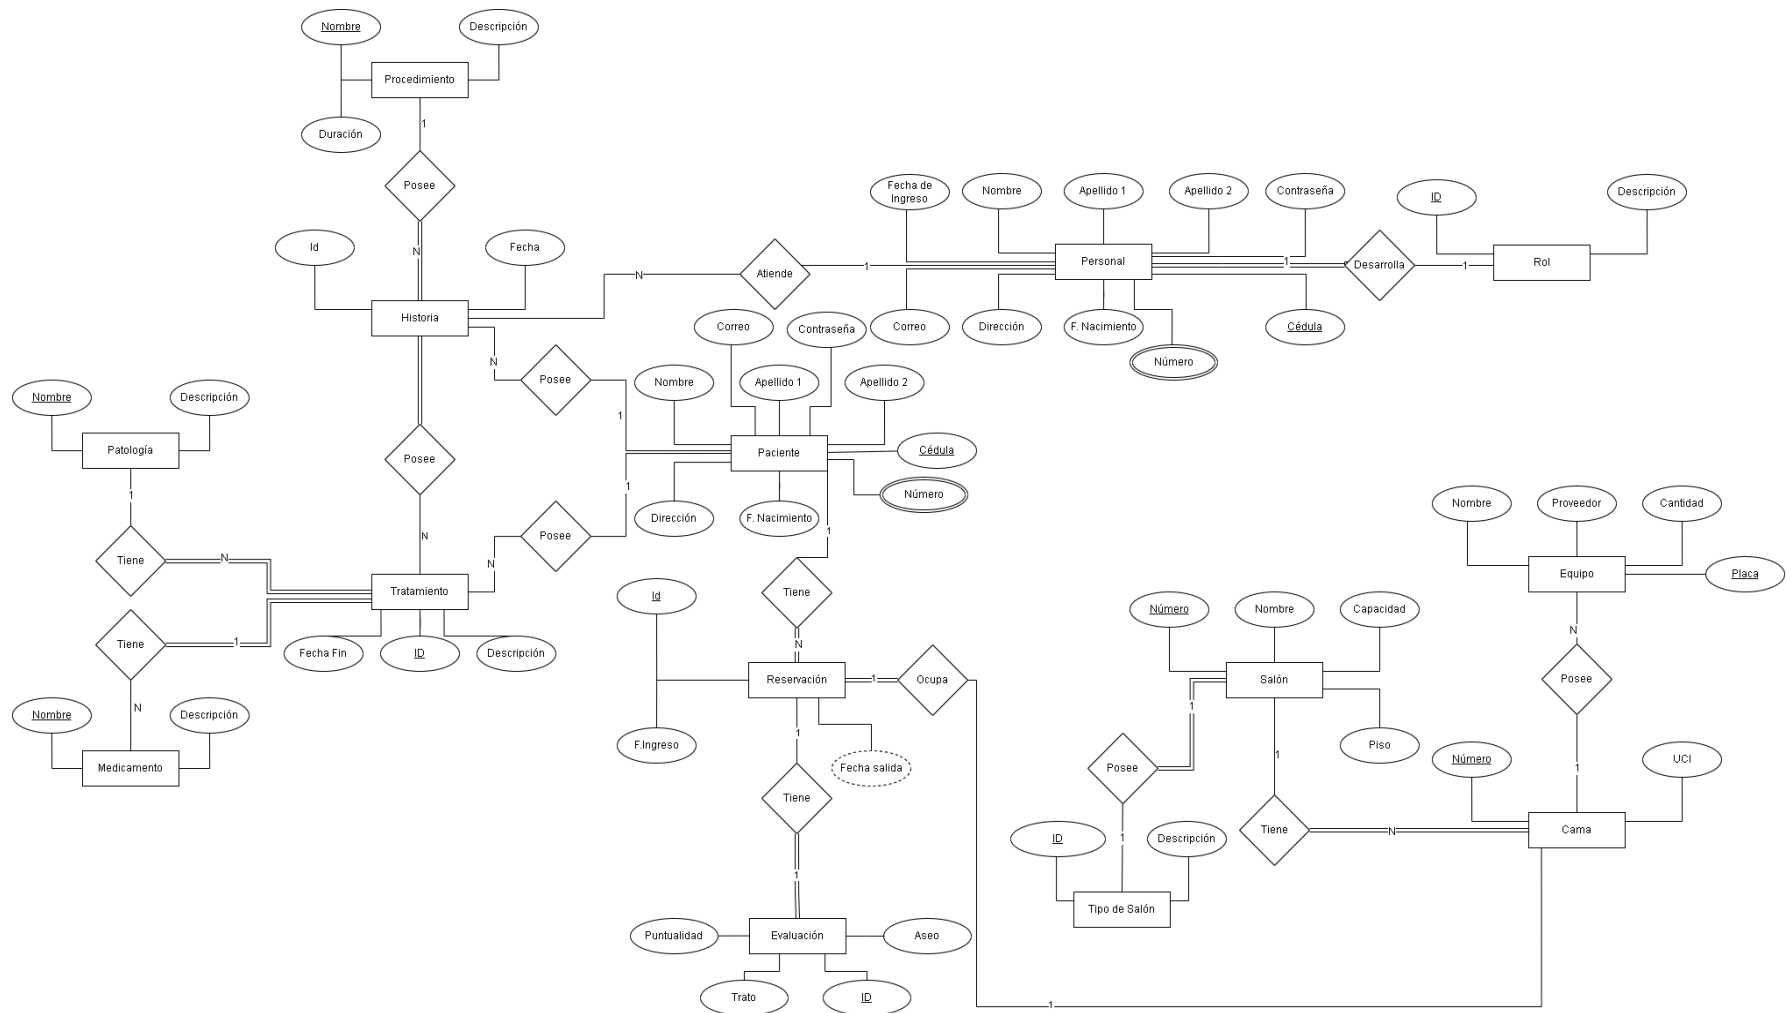 Nombre
Descripción
Procedimiento
Duración
1
Posee
N
Id
Fecha
Historia
N
Atiende
1
Fecha de
Ingreso
Nombre
Apellido 1
Apellido 2
Contraseña
Personal
Correo
Dirección
F. Nacimiento
Número
Cédula
1
Desarrolla
1
ID
Descripción
Rol
N
Posee
1
Correo
Contraseña
Nombre
Apellido 1
Apellido 2
Paciente
Cédula
Número
Dirección
F. Nacimiento
Posee
N
1
Posee
N
Nombre
Descripción
Patología
1
Tiene
N
Tratamiento
Fecha Fin
ID
Descripción
Tiene
1
N
Nombre
Descripción
Medicamento
1
Tiene
N
Id
Reservación
F.Ingreso
Fecha salida
1
Ocupa
1
1
Tiene
1
Puntualidad
Evaluación
Aseo
Trato
ID
Número
Nombre
Capacidad
Salón
Piso
1
Posee
1
ID
Descripción
Tipo de Salón
1
Tiene
N
Nombre
Proveedor
Cantidad
Equipo
Placa
N
Posee
1
Número
UCI
Cama